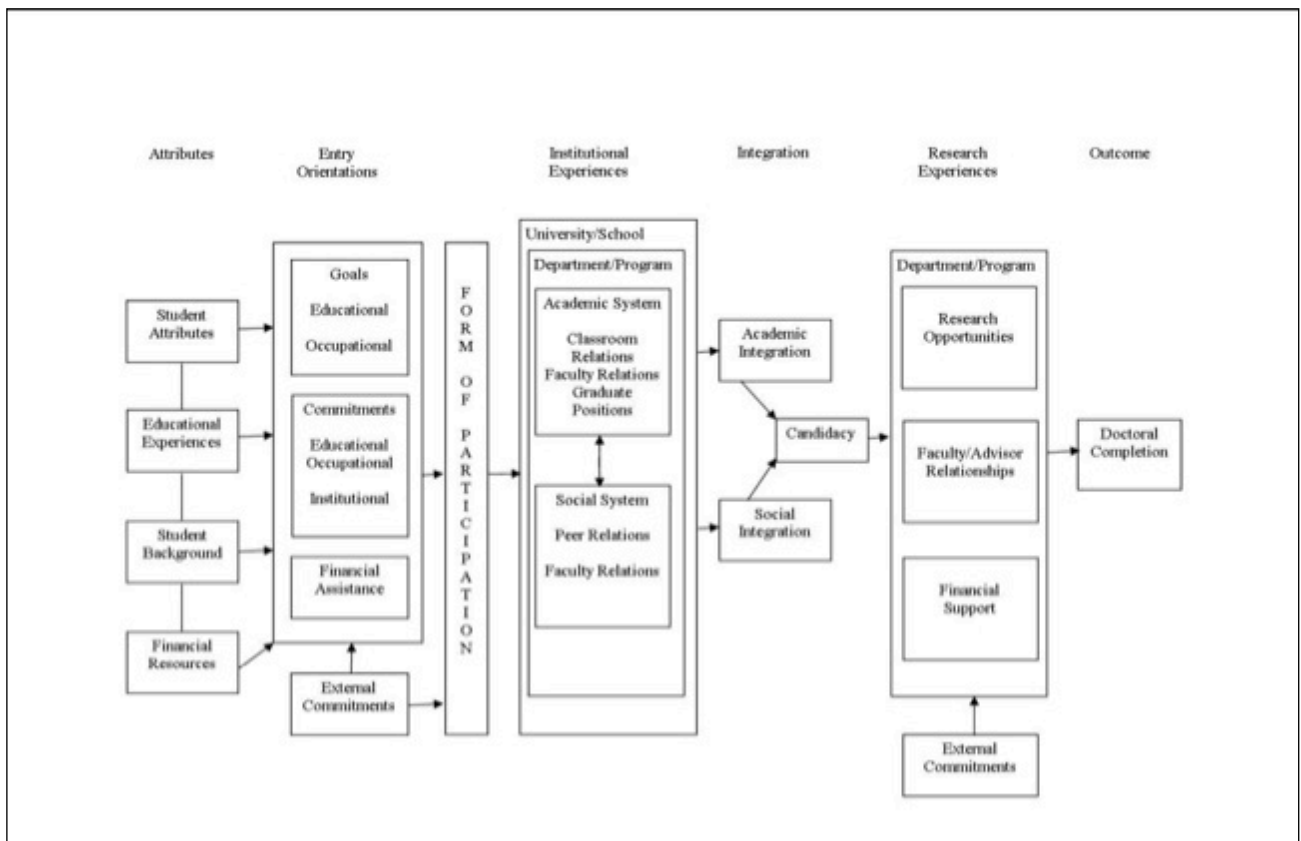 Attributes
Entry
Orientations
Institutional
Experiences
Integration
Research
Experiences
Outcome
Student
Attributes
Educational
Experiences
Student
Background
Financial
Resources
Goals
Educational
Occupational
Commitments
Educational
Occupational
Institutional
Financial
Assistance
External
Commitments
FORM OF PARTICIPATION
University/School
Department/Program
Academic System
Classroom
Relations
Faculty Relations
Graduate
Positions
Social System
Peer Relations
Faculty Relations
Academic
Integration
Candidacy
Social
Integration
Department/Program
Research
Opportunities
Faculty/Advisor
Relationships
Financial
Support
External
Commitments
Doctoral
Completion